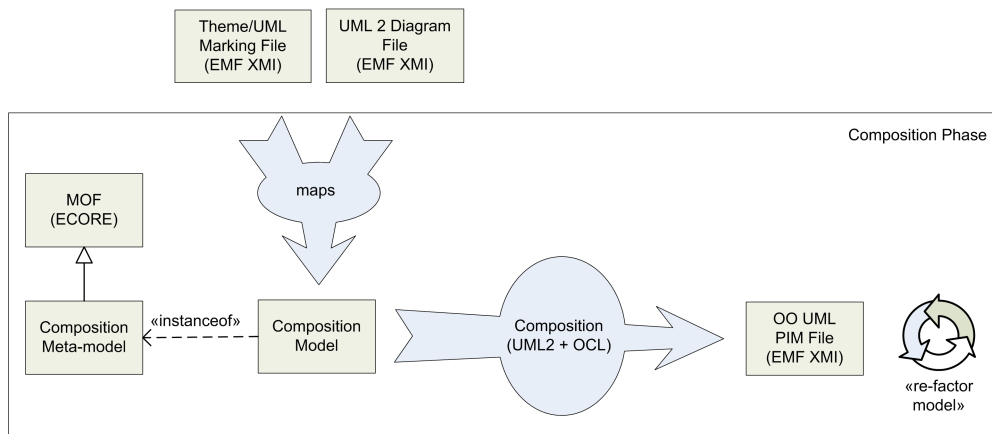 Theme/UML
Marking File
(EMF XMI)
UML 2 Diagram
File
(EMF XMI)
Composition Phase
maps
MOF
(ECORE)
Composition
Meta-model
«instanceof»
Composition
Model
Composition
(UML2 + OCL)
OO UML
PIM File
(EMF XMI)
«re-factor
model»